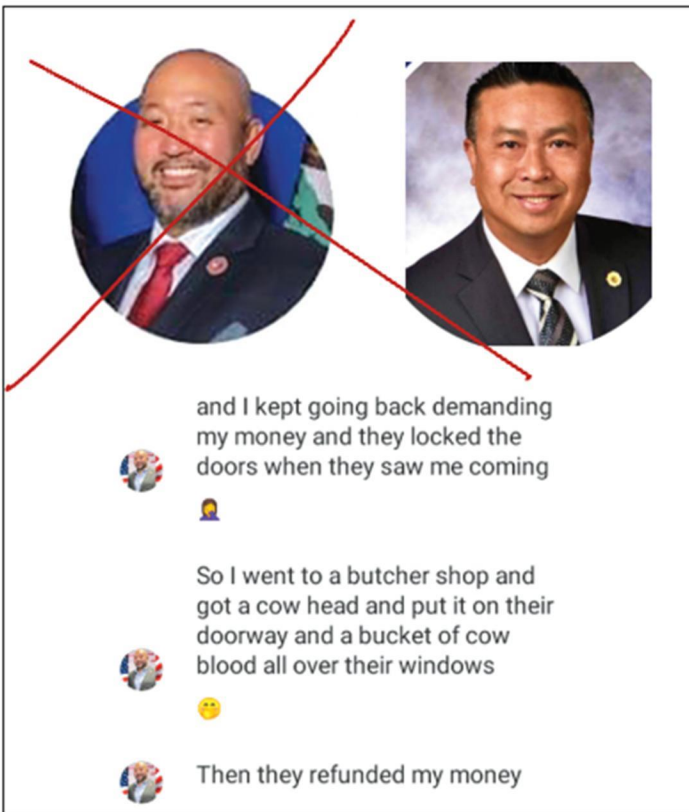 and I kept going back demanding
my money and they locked the
doors when they saw me coming
So I went to a butcher shop and
got a cow head and put it on their
doorway and a bucket of cow
blood all over their windows
Then they refunded my money